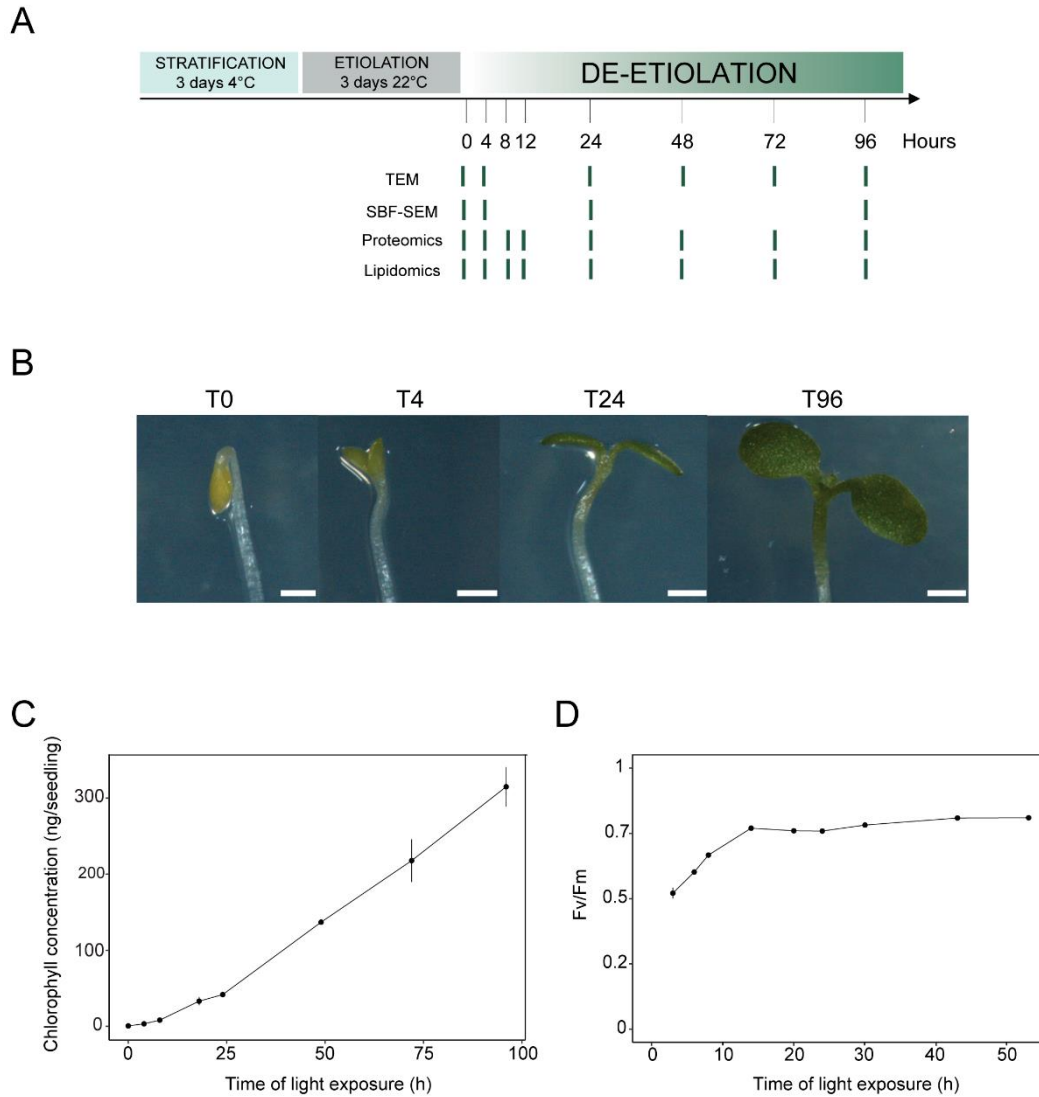 A
STRATIFICATION
3 days 4°C
ETIOLATION
3 days 22°C
DE-ETIOLATION
0 4 8 12 24 48 72 96 Hours
TEM
SBF-SEM
Proteomics
Lipidomics
B
T0 T4 T24 T96
C
Chlorophyll concentration (ng/seedling)
300
200
100
0
0 25 50 75 100
Time of light exposure (h)
D
Fv/Fm
1
0.7
0.5
0.2
0
0 10 20 30 40 50
Time of light exposure (h)